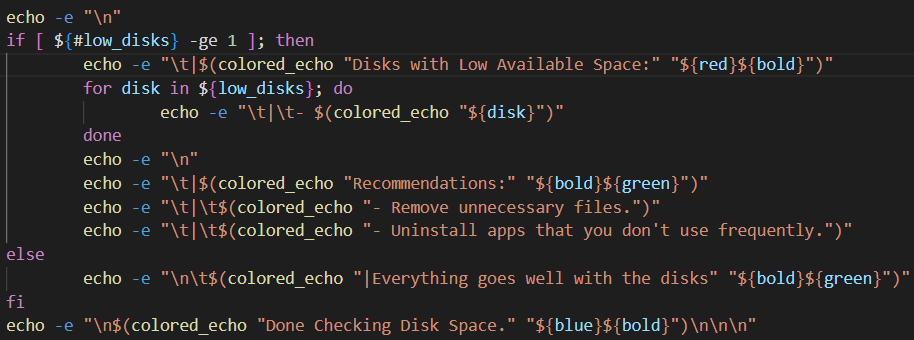 echo -e "\n"
if [ ${#low_disks} -ge 1 ]; then
        echo -e "\t|$(colored_echo "Disks with Low Available Space:" "${red}${bold}")"
        for disk in ${low_disks}; do
                echo -e "\t|\t- $(colored_echo "${disk}")"
        done
        echo -e "\n"
        echo -e "\t|$(colored_echo "Recommendations:" "${bold}${green}")"
        echo -e "\t|\t$(colored_echo "- Remove unnecessary files.")"
        echo -e "\t|\t$(colored_echo "- Uninstall apps that you don't use frequently.")"
else
        echo -e "\n\t$(colored_echo "|Everything goes well with the disks" "${bold}${green}")"
fi
echo -e "\n$(colored_echo "Done Checking Disk Space." "${blue}${bold}")\n\n\n"